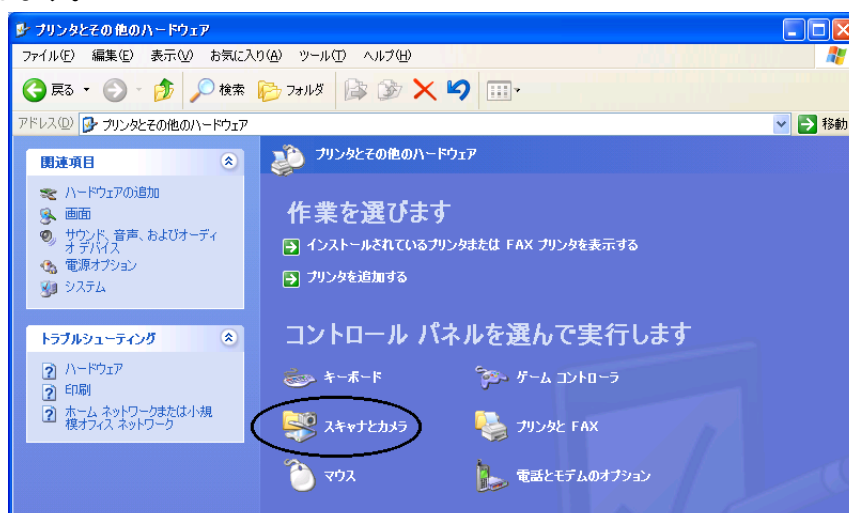 プリンタとその他のハードウェア
ファイル(F) 編集(E) 表示(V) お気に入り(A) ツール(T) ヘルプ(H)
戻る 検索 フォルダ
アドレス(D) プリンタとその他のハードウェア 移動
関連項目
ハードウェアの追加
画面
サウンド、音声、およびオーディ
オ デバイス
電源オプション
システム
トラブルシューティング
ハードウェア
印刷
ホーム ネットワークまたは小規
模オフィス ネットワーク
プリンタとその他のハードウェア
作業を選びます
インストールされているプリンタまたは FAX プリンタを表示する
プリンタを追加する
コントロール パネルを選んで実行します
キーボード ゲーム コントローラ
スキャナとカメラ プリンタと FAX
マウス 電話とモデムのオプション